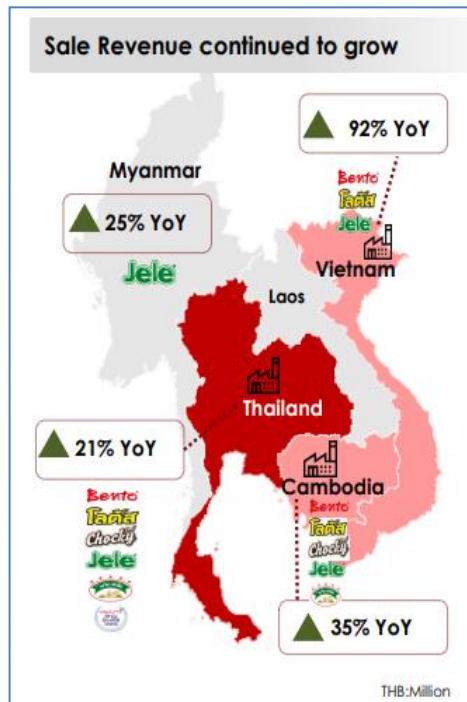 Sale Revenue continued to grow
92% YoY
Myanmar
Bento
โลตัส
Jele
25% YoY
Jele
Vietnam
Laos
Thailand
21% YoY
Cambodia
Bento
โลตัส
Chocky
Jele
Bento
โลตัส
Chocky
Jele
35% YoY
THB:Million